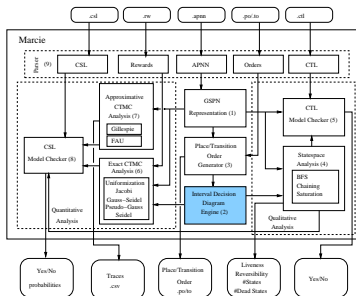 .csl
.rw
.apnn
.po/.to
.ctl
Marcie
Parser
(9)
CSL
Rewards
APNN
Orders
CTL
Approximative
CTMC
Analysis (7)
Gillespie
FAU
GSPN
Representation (1)
CTL
Model Checker (5)
CSL
Model Checker (8)
Place/Transition
Order
Generator (3)
Exact CTMC
Analysis (6)
Uniformization
Jacobi
Gauss-Seidel
Pseudo-Gauss
Seidel
Statespace
Analysis (4)
BFS
Chaining
Saturation
Interval Decision
Diagram
Engine (2)
Quantitative
Analysis
Qualitative
Analysis
Yes/No
probabilities
Traces
.csv
Place/Transition
Order
.po/.to
Liveness
Reversibility
#States
#Dead States
Yes/No